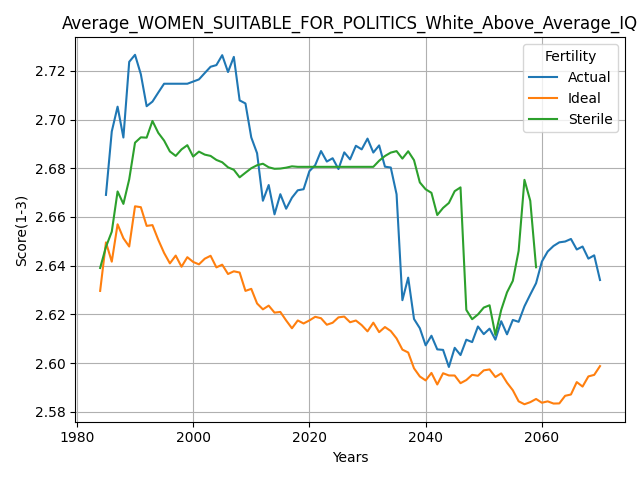 Average_WOMEN_SUITABLE_FOR_POLITICS_White_Above_Average_IQ
Score(1-3)
2.72
2.70
2.68
2.66
2.64
2.62
2.60
2.58
Fertility
Actual
Ideal
Sterile
1980
2000
2020
2040
2060
Years